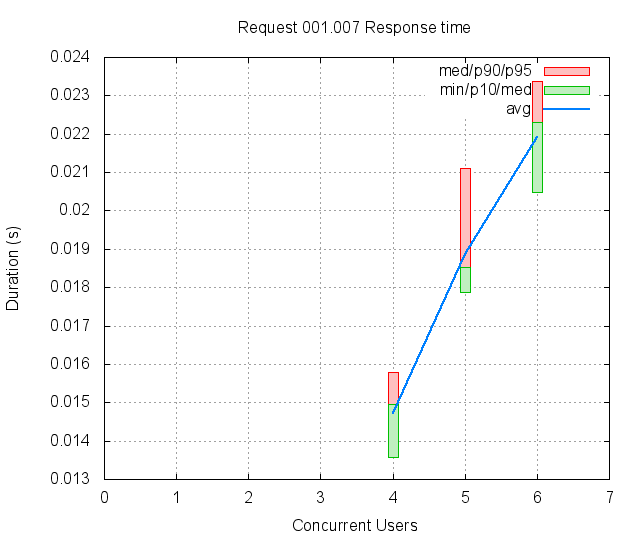 Request 001.007 Response time
0.024
0.023
0.022
0.021
0.02
0.019
0.018
0.017
0.016
0.015
0.014
0.013
Duration (s)
med/p90/p95
min/p10/med
avg
0 1 2 3 4 5 6 7
Concurrent Users